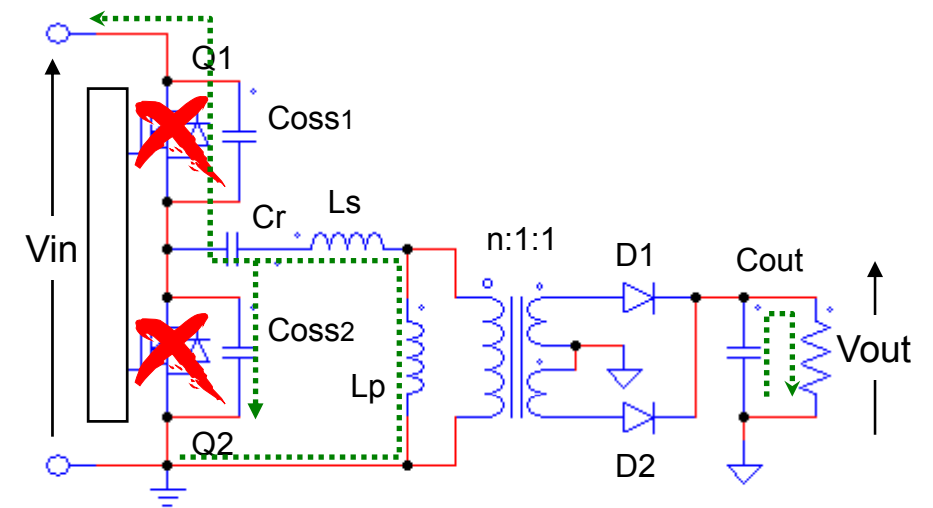 Q1
Coss1
Cr
Ls
Vin
n:1:1
D1
Cout
Coss2
Lp
Vout
Q2
D2